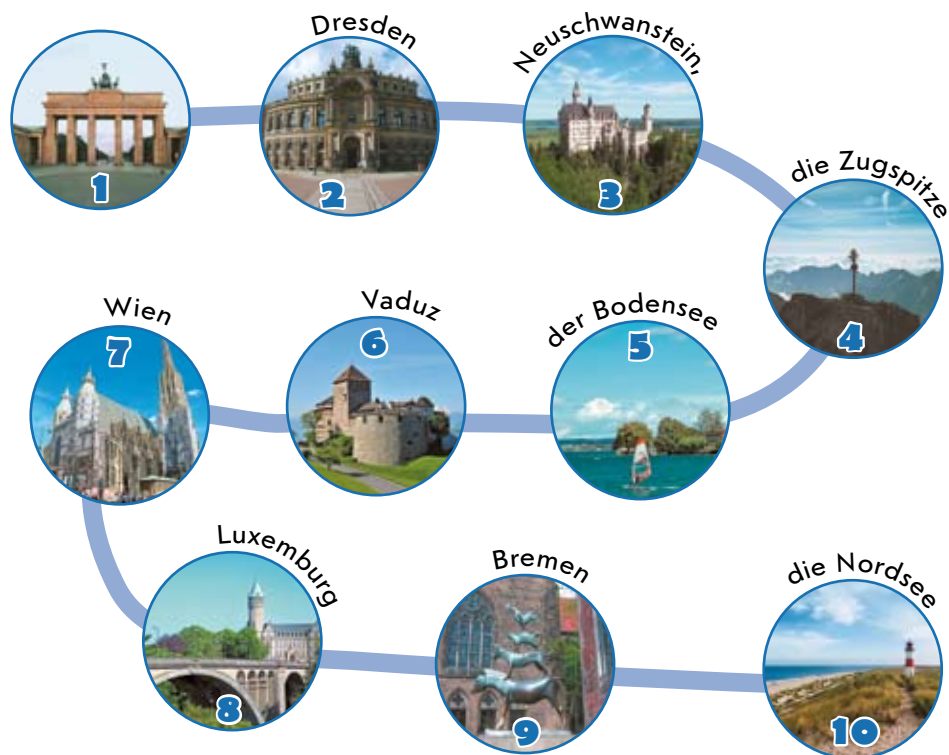 1
Dresden
2
Neuschwanstein,
3
die Zugspitze
4
der Bodensee
5
Vaduz
6
Wien
7
Luxemburg
8
Bremen
9
die Nordsee
10